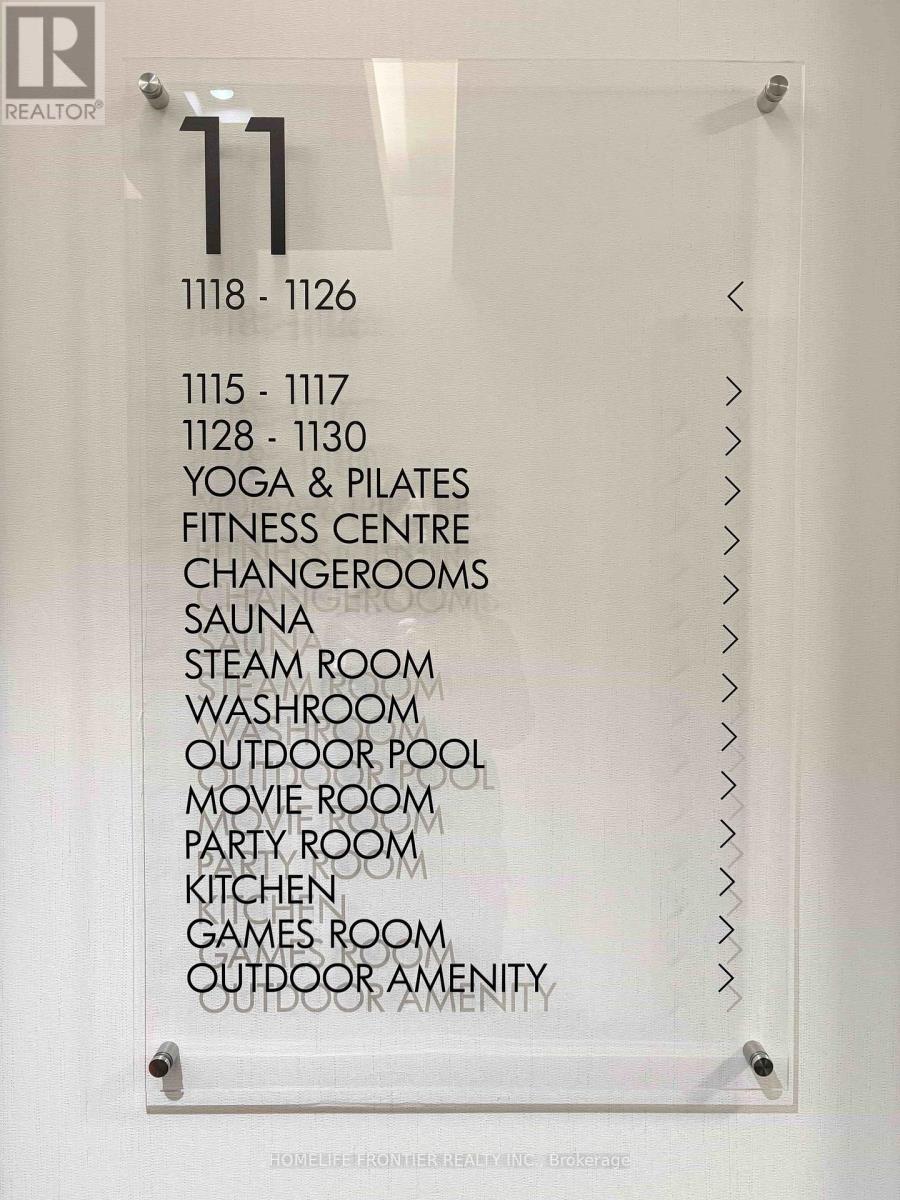 REALTOR®
11
1118 - 1126 <
1115 - 1117 >
1128 - 1130 >
YOGA & PILATES >
FITNESS CENTRE >
CHANGEROOMS >
SAUNA >
STEAM ROOM >
WASHROOM >
OUTDOOR POOL >
MOVIE ROOM >
PARTY ROOM >
KITCHEN >
GAMES ROOM >
OUTDOOR AMENITY >
HOMELIFE FRONTIER REALTY INC., Brokerage